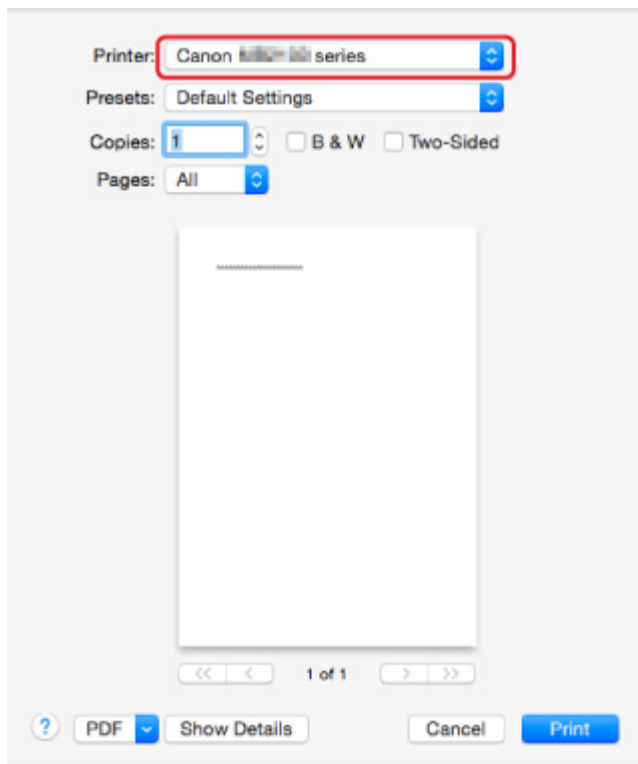 Printer: Canon series
Presets: Default Settings
Copies: 1 B & W Two-Sided
Pages: All
<< < 1 of 1 > >>
? PDF Show Details Cancel Print